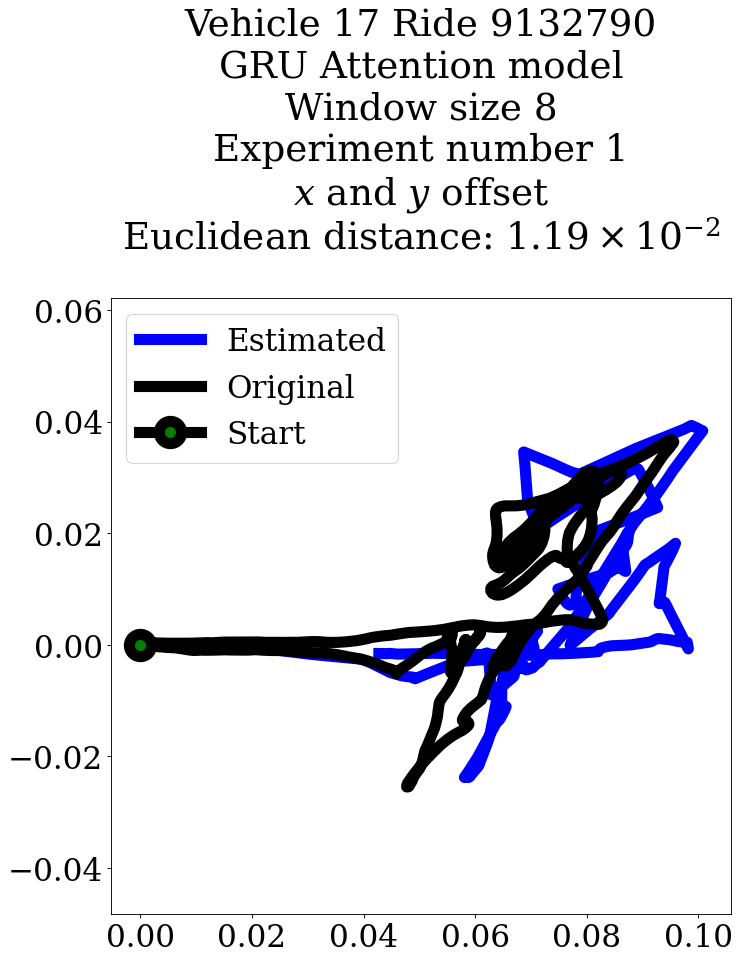 Vehicle 17 Ride 9132790
GRU Attention model
Window size 8
Experiment number 1
x and y offset
Euclidean distance: 1.19 × 10⁻²
0.06
Estimated
Original
Start
0.04
0.02
0.00
−0.02
−0.04
0.00 0.02 0.04 0.06 0.08 0.10